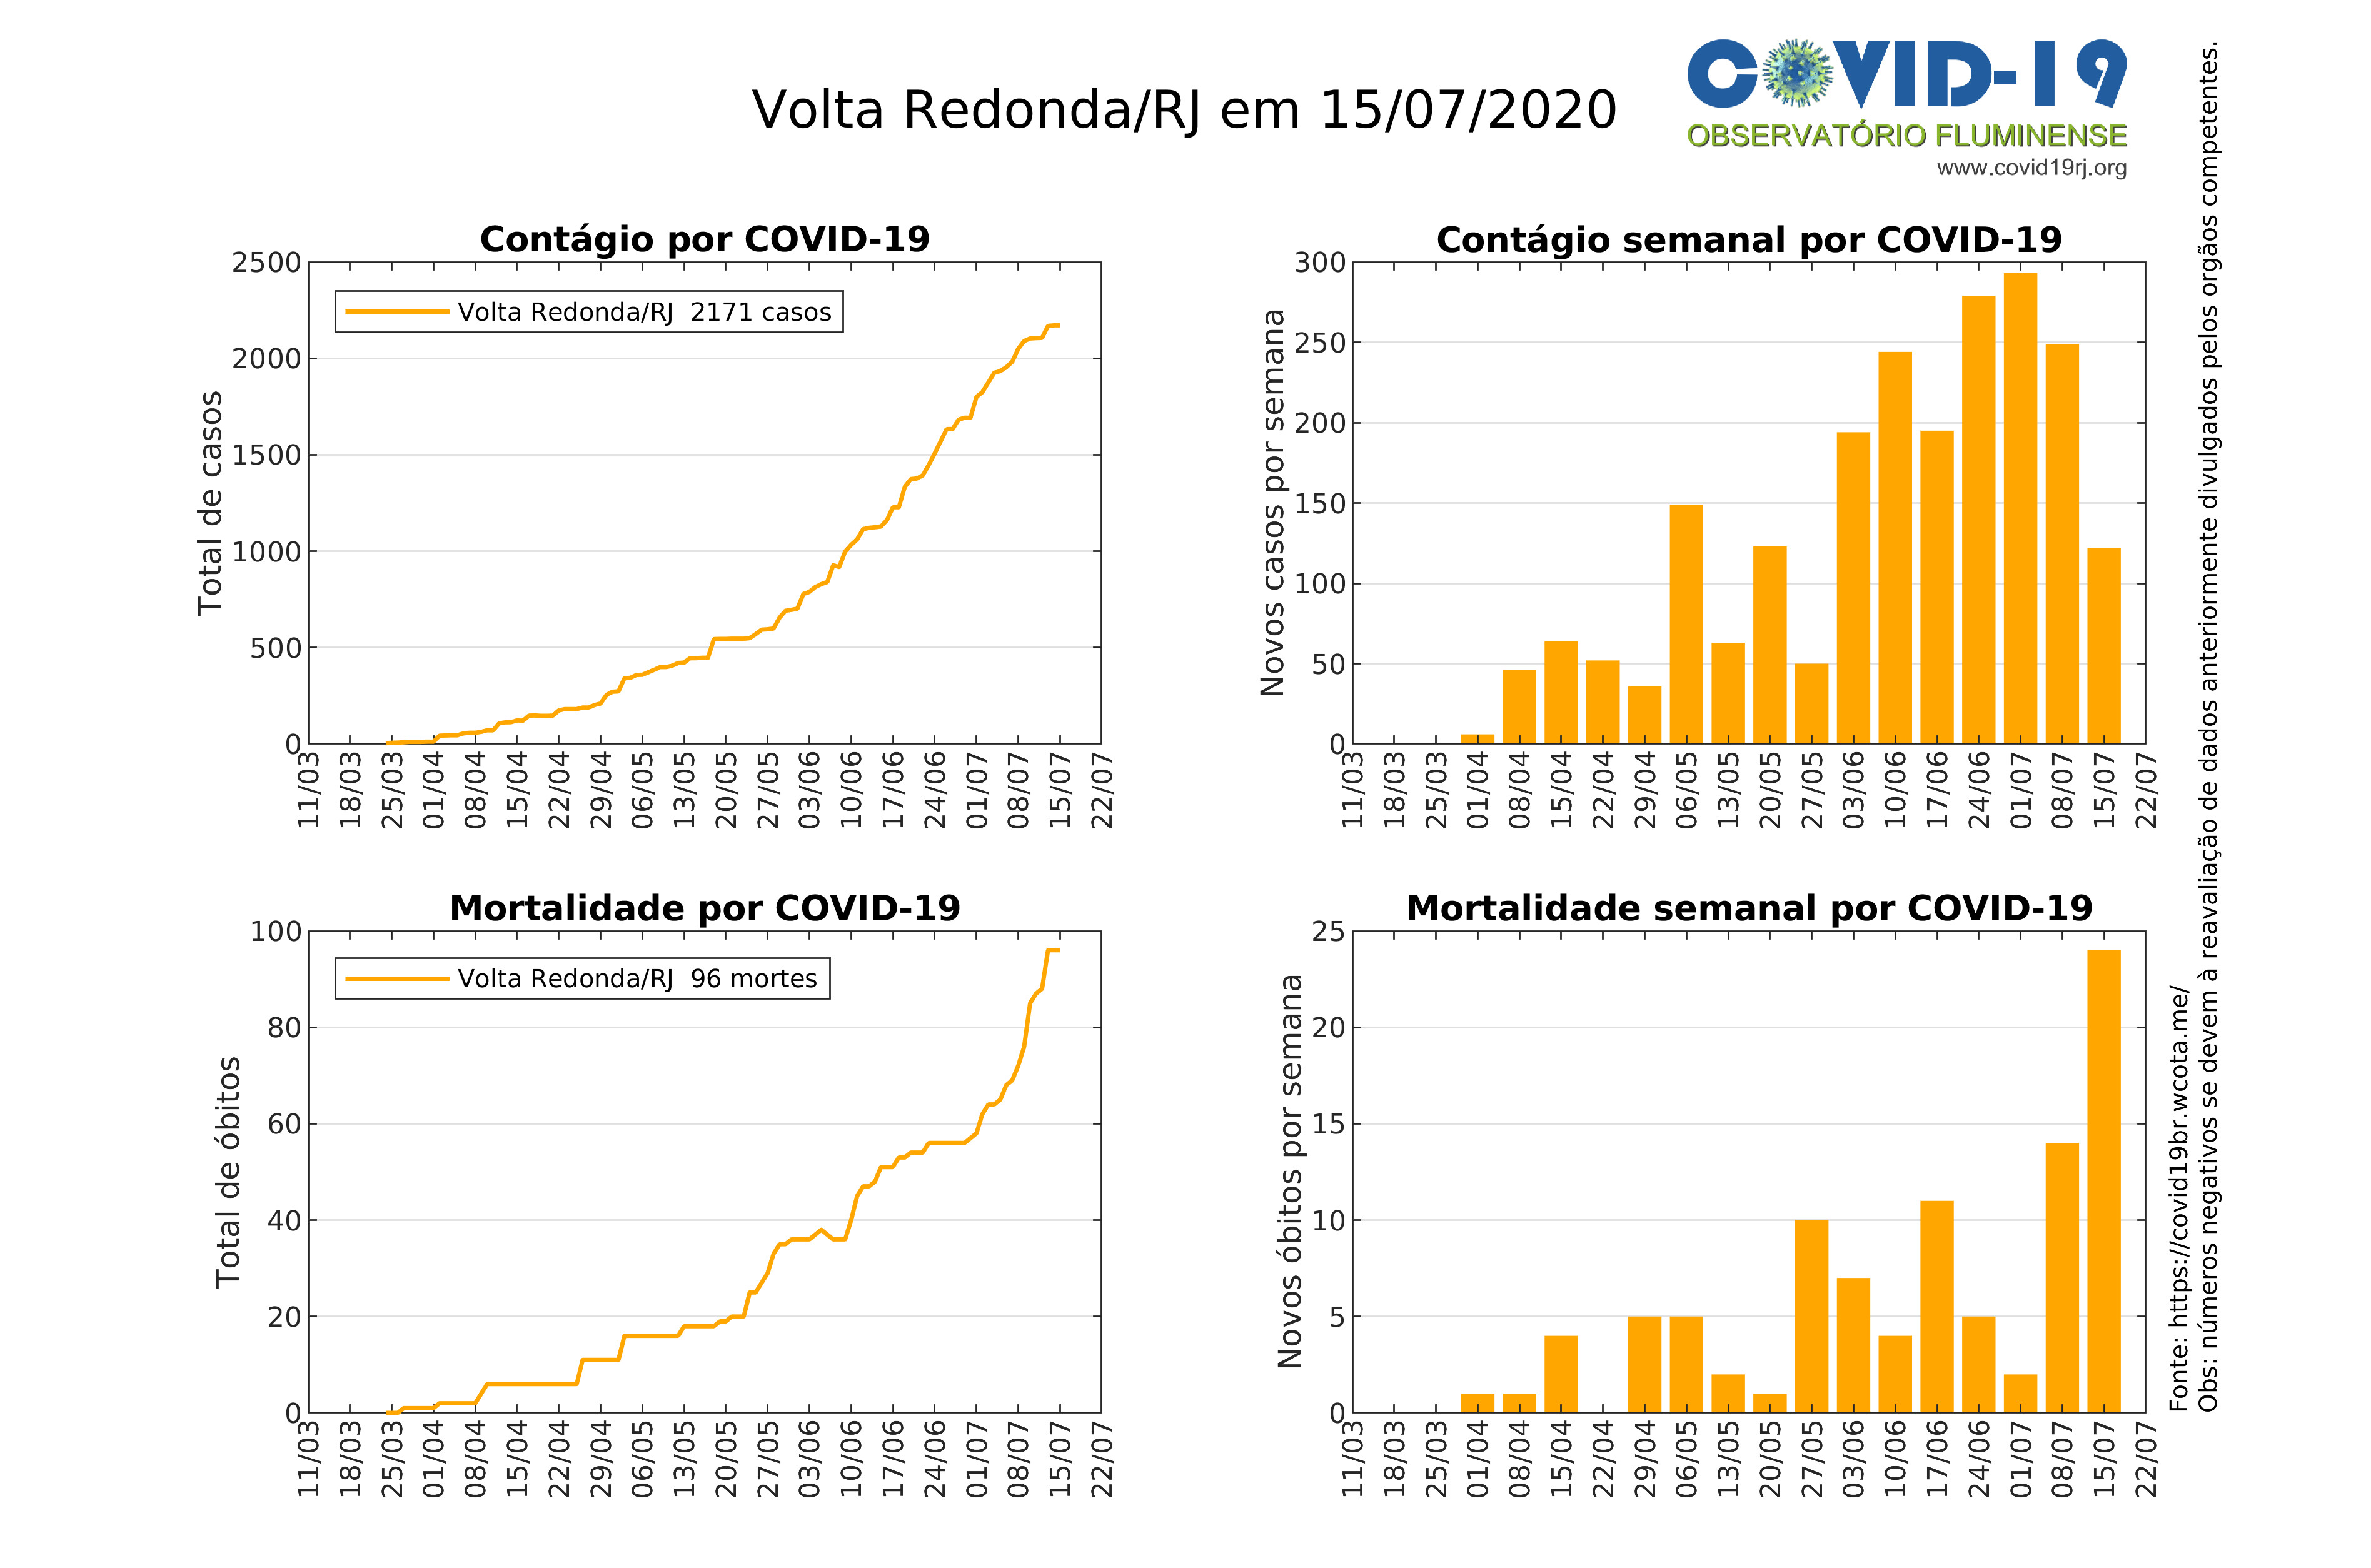 Volta Redonda/RJ em 15/07/2020
COVID-19
OBSERVATÓRIO FLUMINENSE
www.covid19rj.org
Contágio por COVID-19
Total de casos
2500
2000
1500
1000
500
0
Volta Redonda/RJ 2171 casos
11/03 18/03 25/03 01/04 08/04 15/04 22/04 29/04 06/05 13/05 20/05 27/05 03/06 10/06 17/06 24/06 01/07 08/07 15/07 22/07
Contágio semanal por COVID-19
Novos casos por semana
300
250
200
150
100
50
0
11/03 18/03 25/03 01/04 08/04 15/04 22/04 29/04 06/05 13/05 20/05 27/05 03/06 10/06 17/06 24/06 01/07 08/07 15/07 22/07
Mortalidade por COVID-19
Total de óbitos
100
80
60
40
20
0
Volta Redonda/RJ 96 mortes
11/03 18/03 25/03 01/04 08/04 15/04 22/04 29/04 06/05 13/05 20/05 27/05 03/06 10/06 17/06 24/06 01/07 08/07 15/07 22/07
Mortalidade semanal por COVID-19
Novos óbitos por semana
25
20
15
10
5
0
11/03 18/03 25/03 01/04 08/04 15/04 22/04 29/04 06/05 13/05 20/05 27/05 03/06 10/06 17/06 24/06 01/07 08/07 15/07 22/07
Fonte: https://covid19br.wcota.me/
Obs: números negativos se devem à reavaliação de dados anteriormente divulgados pelos orgãos competentes.